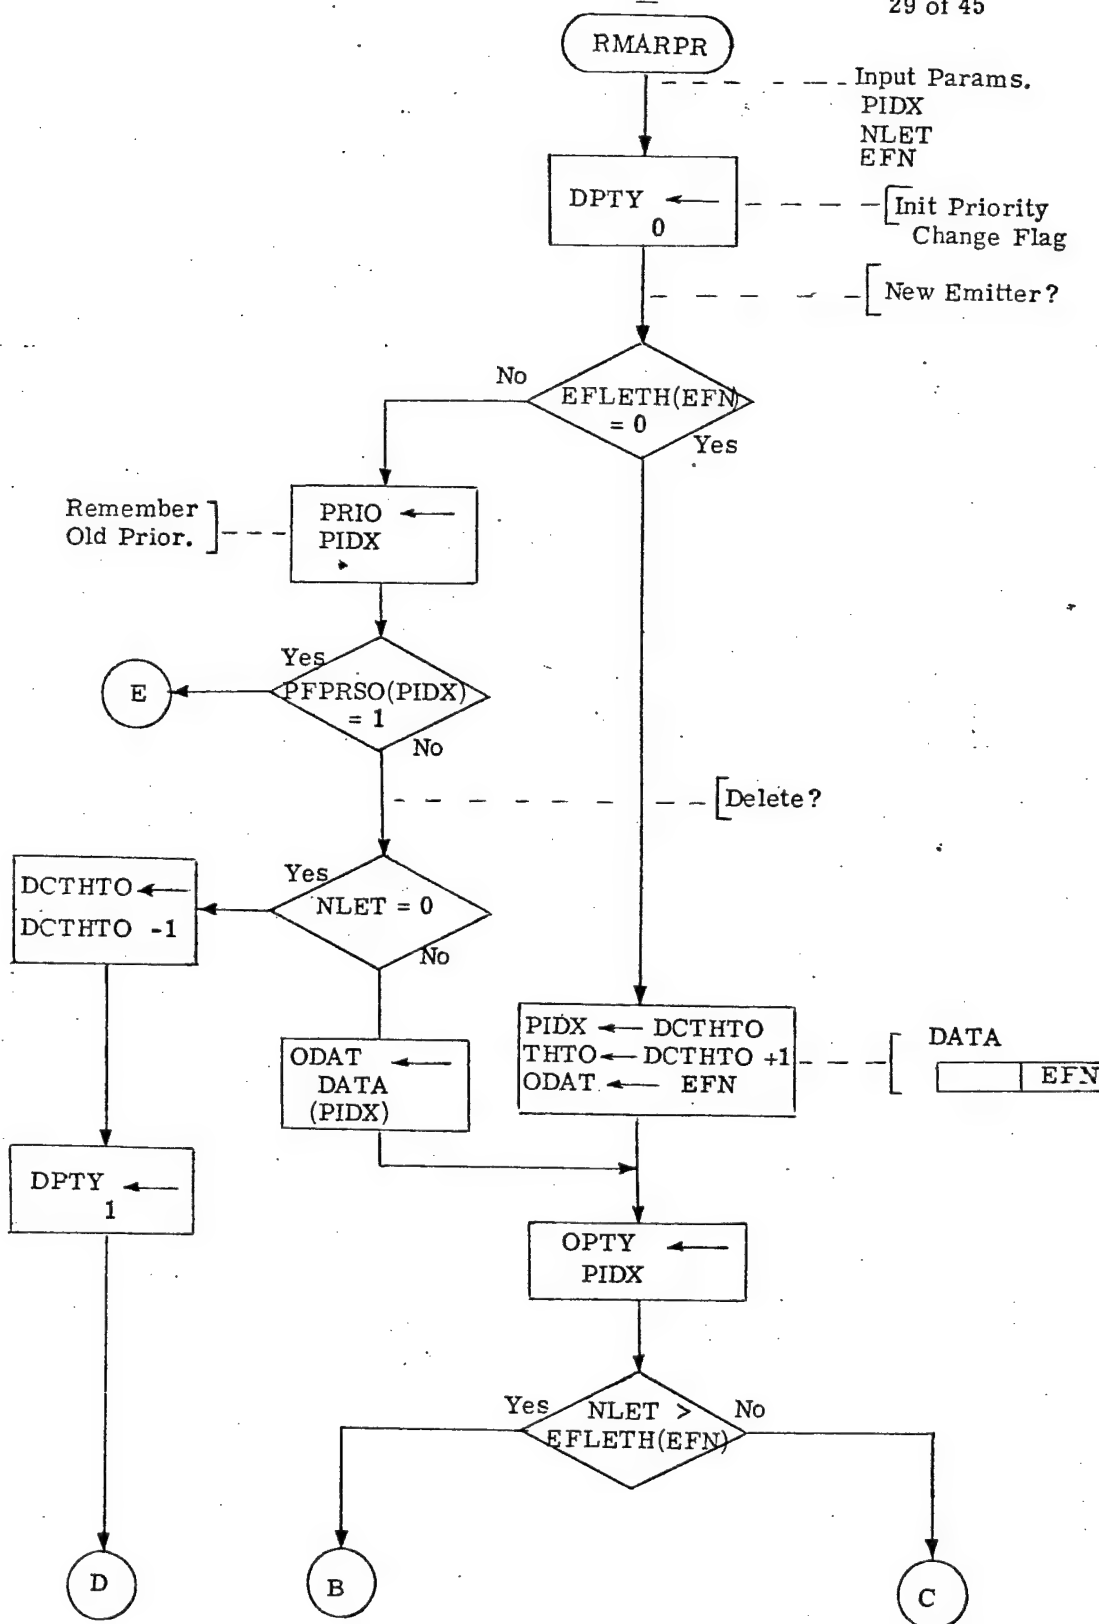 29 of 45
RMARPR
Input Params.
PIDX
NLET
EFN
DPTY ←
0
Init Priority
Change Flag
New Emitter?
No
EFLETH(EFN)
= 0
Yes
Remember
Old Prior.
PRIO ←
PIDX
Yes
E
PFPRSO(PIDX)
= 1
No
Delete?
DCTHTO ←
DCTHTO -1
Yes
NLET = 0
No
ODAT ←
DATA
(PIDX)
PIDX ← DCTHTO
THTO ← DCTHTO +1
ODAT ← EFN
DATA
EFN
DPTY ←
1
OPTY ←
PIDX
Yes
NLET >
EFLETH(EFN)
No
D
B
C